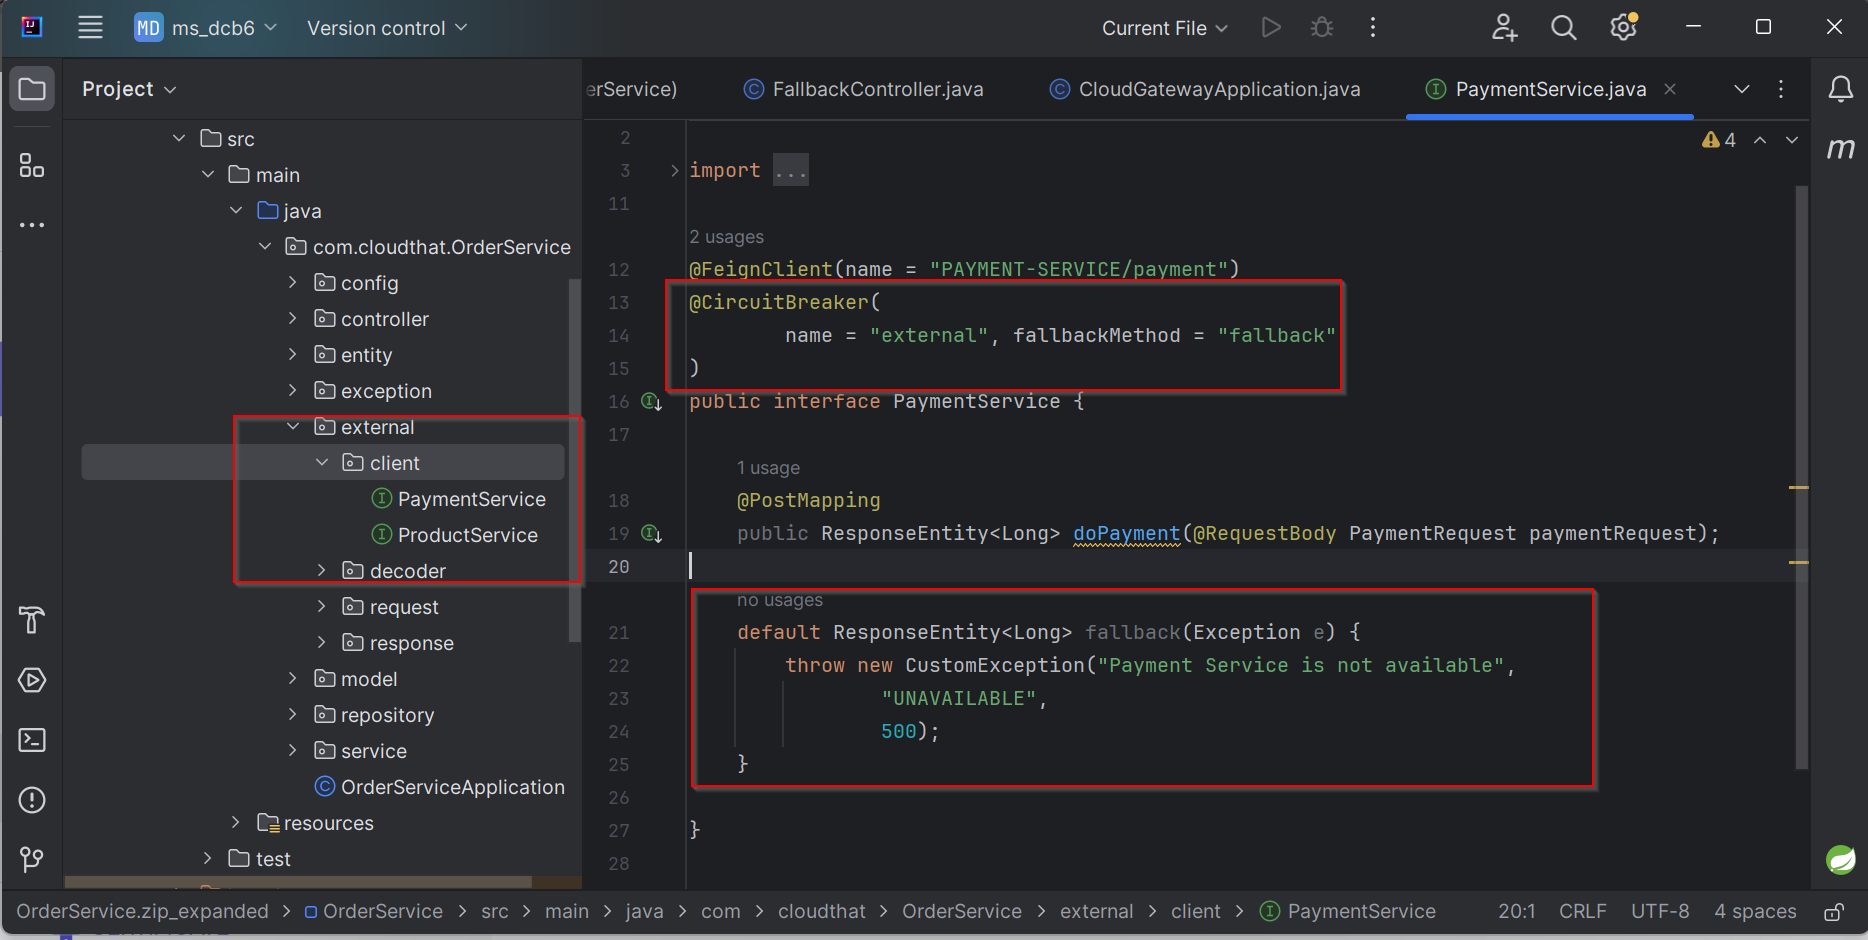 MD ms_dcb6 Version control Current File
Project
erService) FallbackController.java CloudGatewayApplication.java PaymentService.java
src
main
java
com.cloudthat.OrderService
config
controller
entity
exception
external
client
PaymentService
ProductService
decoder
request
response
model
repository
service
OrderServiceApplication
resources
test
4
m
2
3 import ...
11
2 usages
12 @FeignClient(name = "PAYMENT-SERVICE/payment")
13 @CircuitBreaker(
14 name = "external", fallbackMethod = "fallback"
15 )
16 public interface PaymentService {
17
1 usage
18 @PostMapping
19 public ResponseEntity<Long> doPayment(@RequestBody PaymentRequest paymentRequest);
20
no usages
21 default ResponseEntity<Long> fallback(Exception e) {
22 throw new CustomException("Payment Service is not available",
23 "UNAVAILABLE",
24 500);
25 }
26
27 }
28
OrderService.zip_expanded > OrderService > src > main > java > com > cloudthat > OrderService > external > client > PaymentService 20:1 CRLF UTF-8 4 spaces